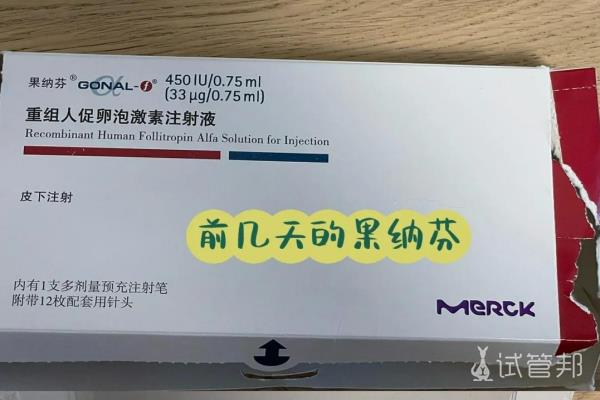 果纳芬® GONAL-f® 450 IU/0.75 ml
(33 μg/0.75 ml)
重组人促卵泡激素注射液
Recombinant Human Follitropin Alfa Solution for Injection
皮下注射
前几天的果纳芬
内有1支多剂量预充注射笔
附带12枚配套用针头
MERCK
试管邦